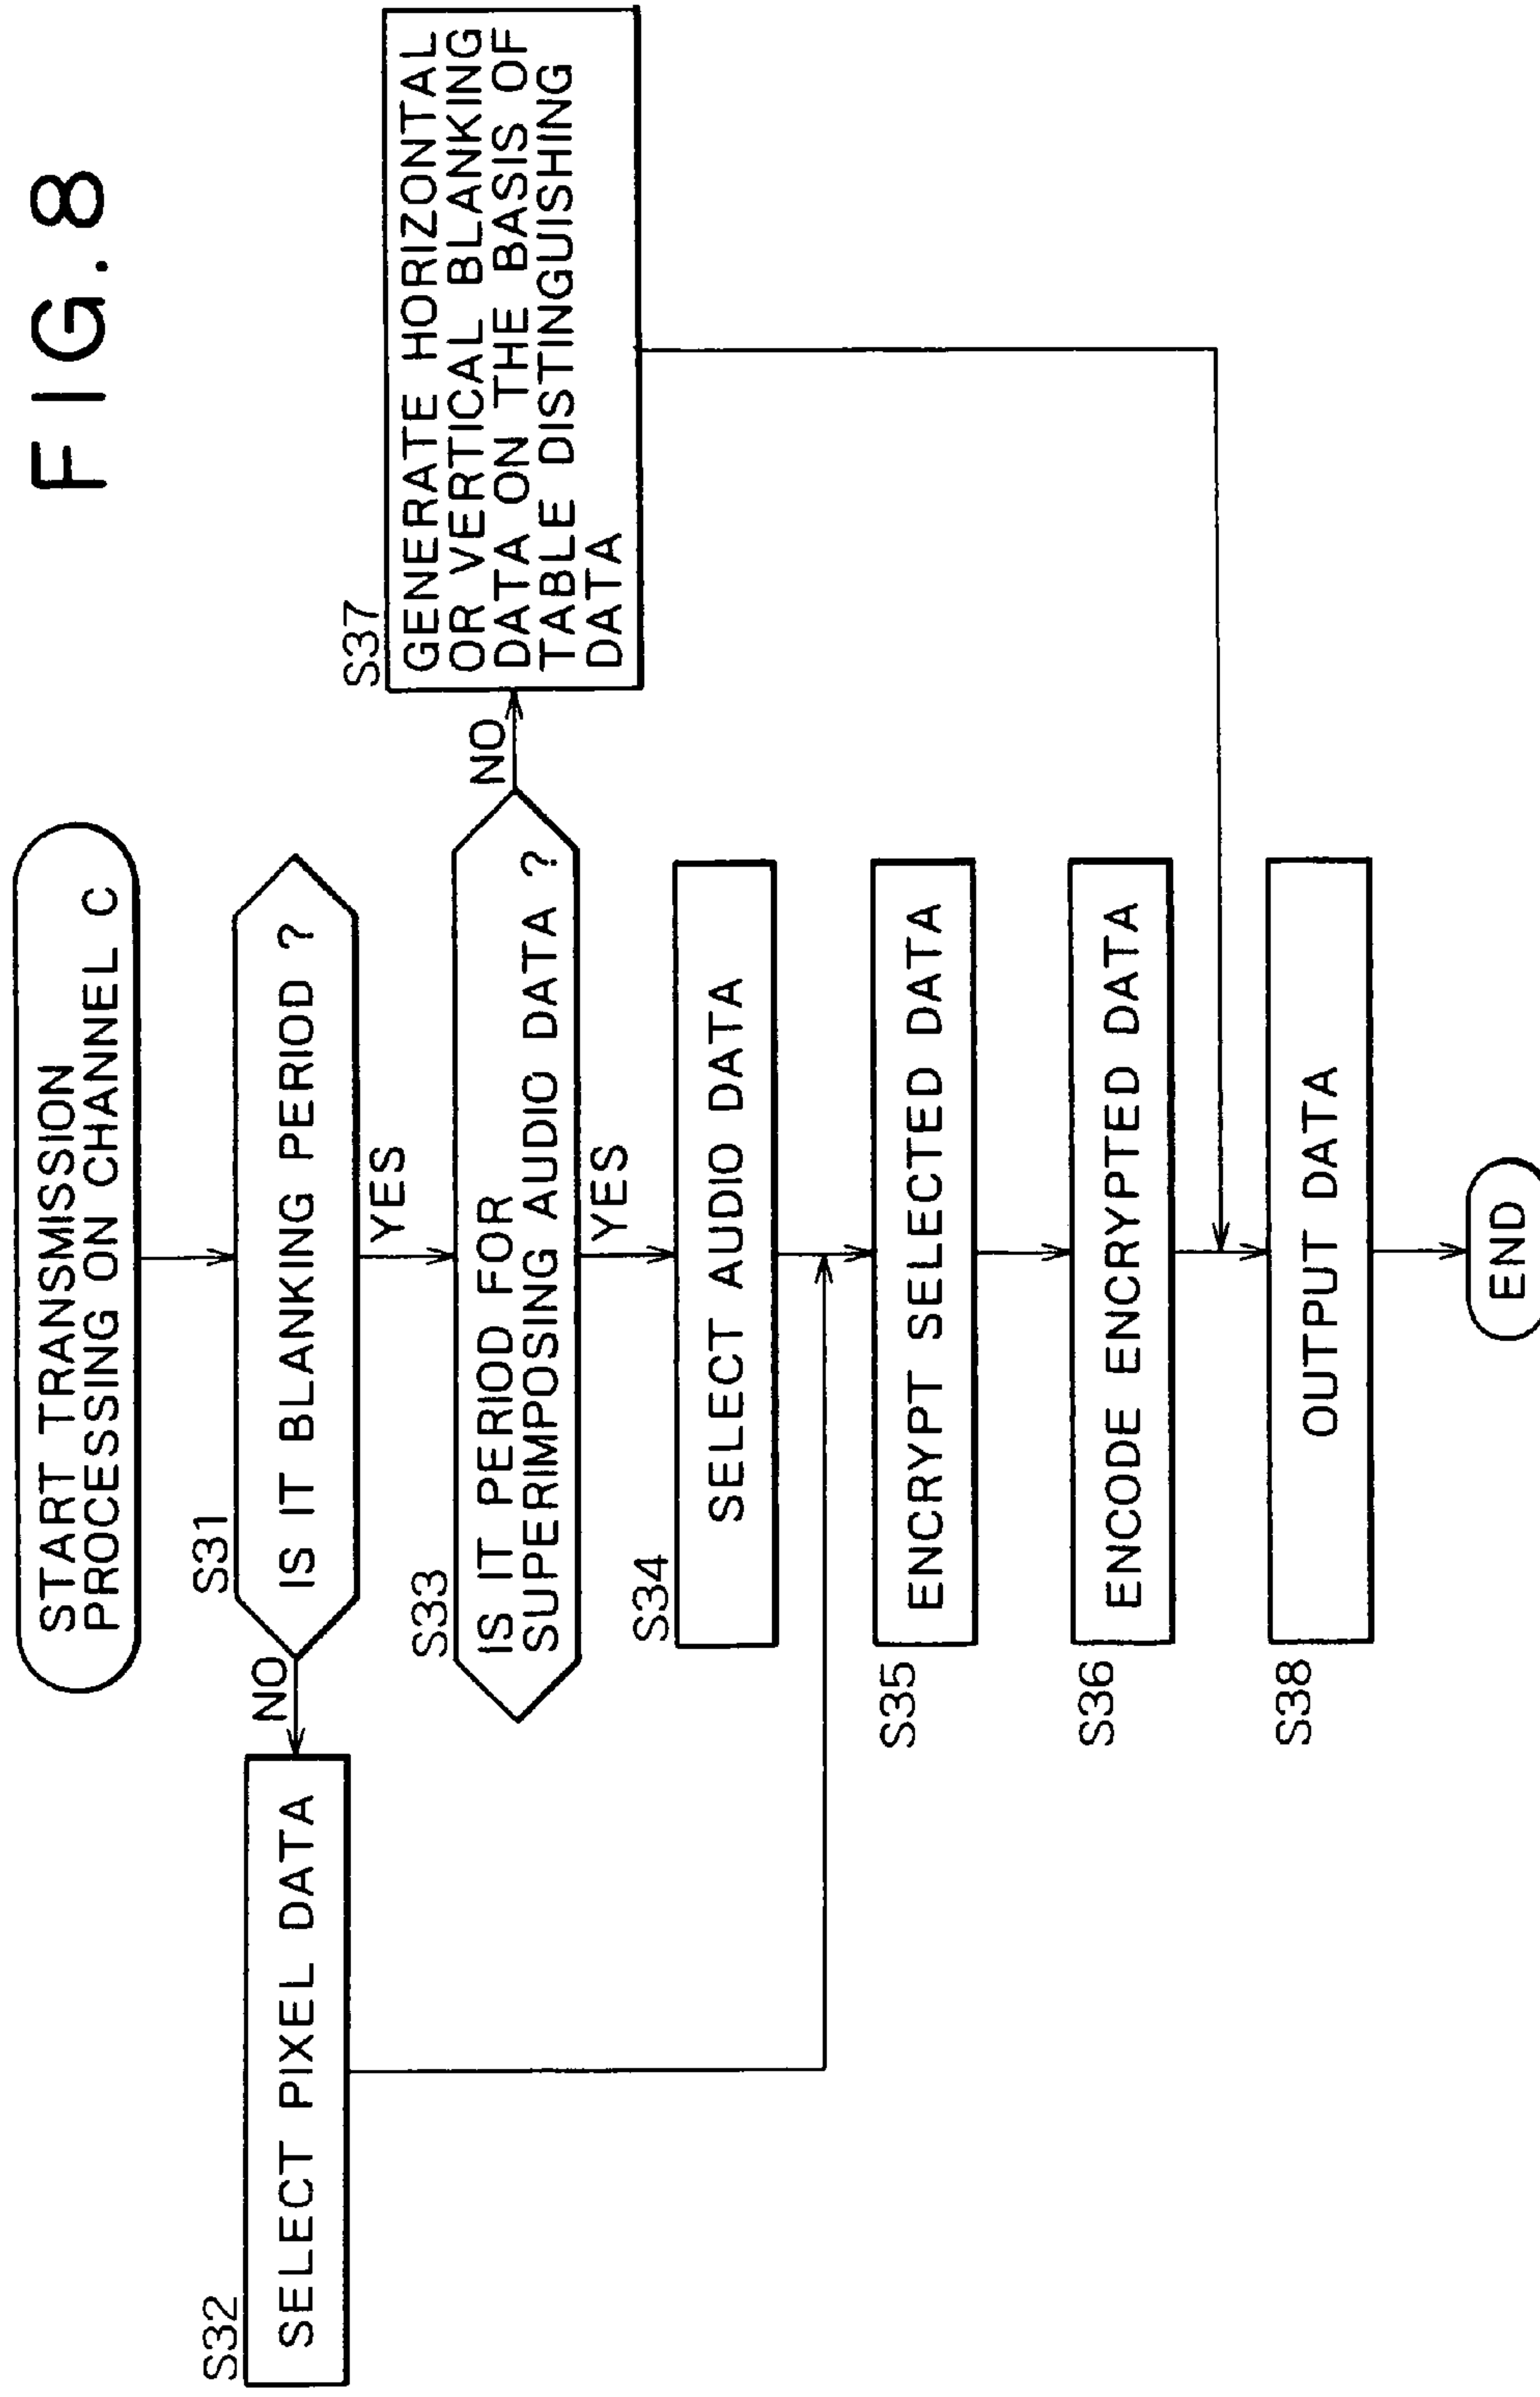 FIG. 8
START TRANSMISSION
PROCESSING ON CHANNEL C
S31
IS IT BLANKING PERIOD ?
NO
YES
S32
SELECT PIXEL DATA
S33
IS IT PERIOD FOR
SUPERIMPOSING AUDIO DATA ?
NO
YES
S37
GENERATE HORIZONTAL
OR VERTICAL BLANKING
DATA ON THE BASIS OF
TABLE DISTINGUISHING
DATA
S34
SELECT AUDIO DATA
S35
ENCRYPT SELECTED DATA
S36
ENCODE ENCRYPTED DATA
S38
OUTPUT DATA
END